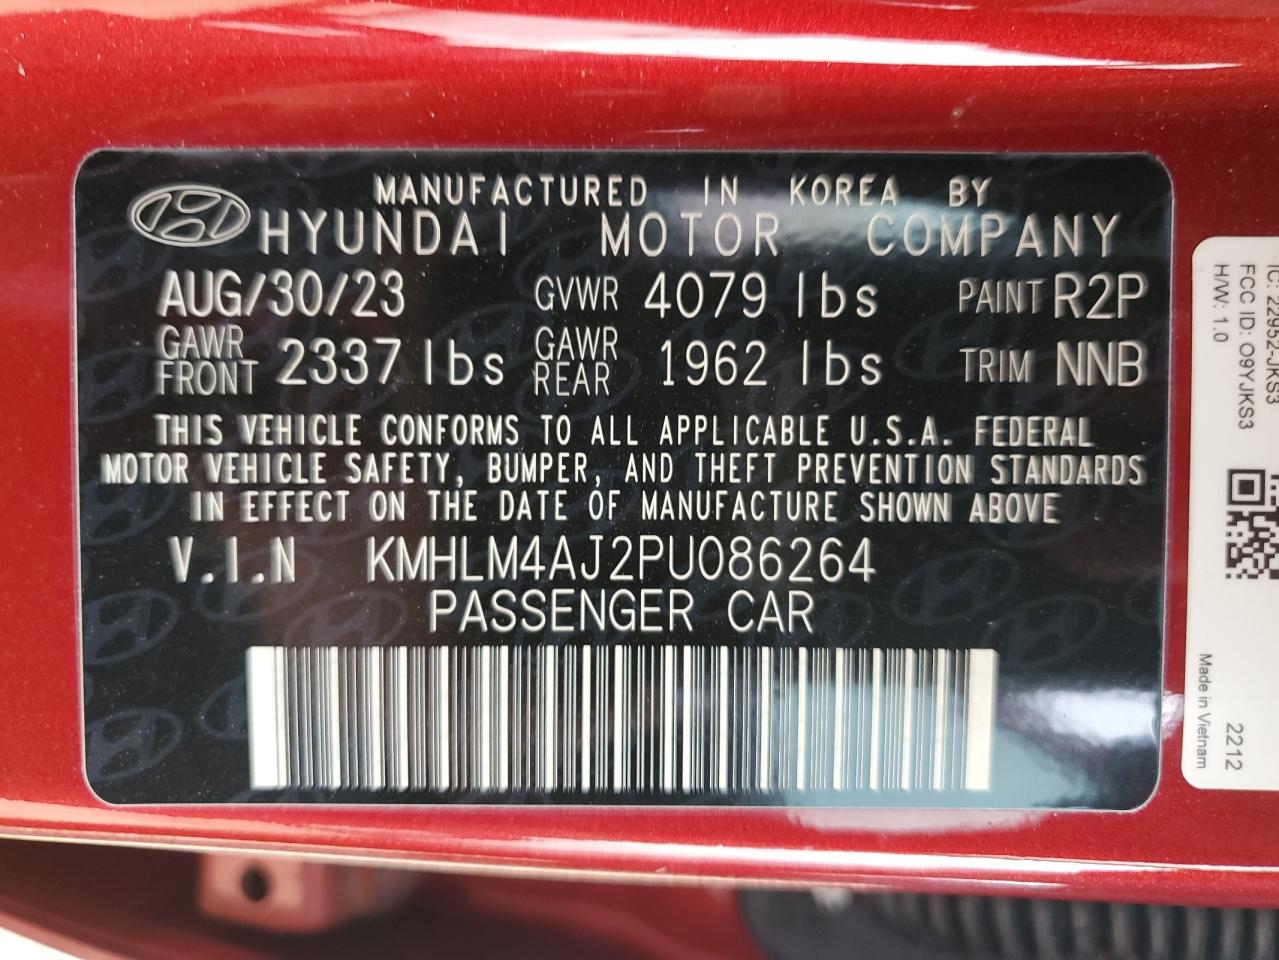 MANUFACTURED IN KOREA BY
HYUNDAI MOTOR COMPANY
AUG/30/23 GVWR 4079 lbs PAINT R2P
GAWR FRONT 2337 lbs GAWR REAR 1962 lbs TRIM NNB
THIS VEHICLE CONFORMS TO ALL APPLICABLE U.S.A. FEDERAL
MOTOR VEHICLE SAFETY, BUMPER, AND THEFT PREVENTION STANDARDS
IN EFFECT ON THE DATE OF MANUFACTURE SHOWN ABOVE
V.I.N KMHLM4AJ2PU086264
PASSENGER CAR
IC: 2292-JKS3
FCC ID: O9YJKS3
H/W: 1.0
2212
Made in Vietnam